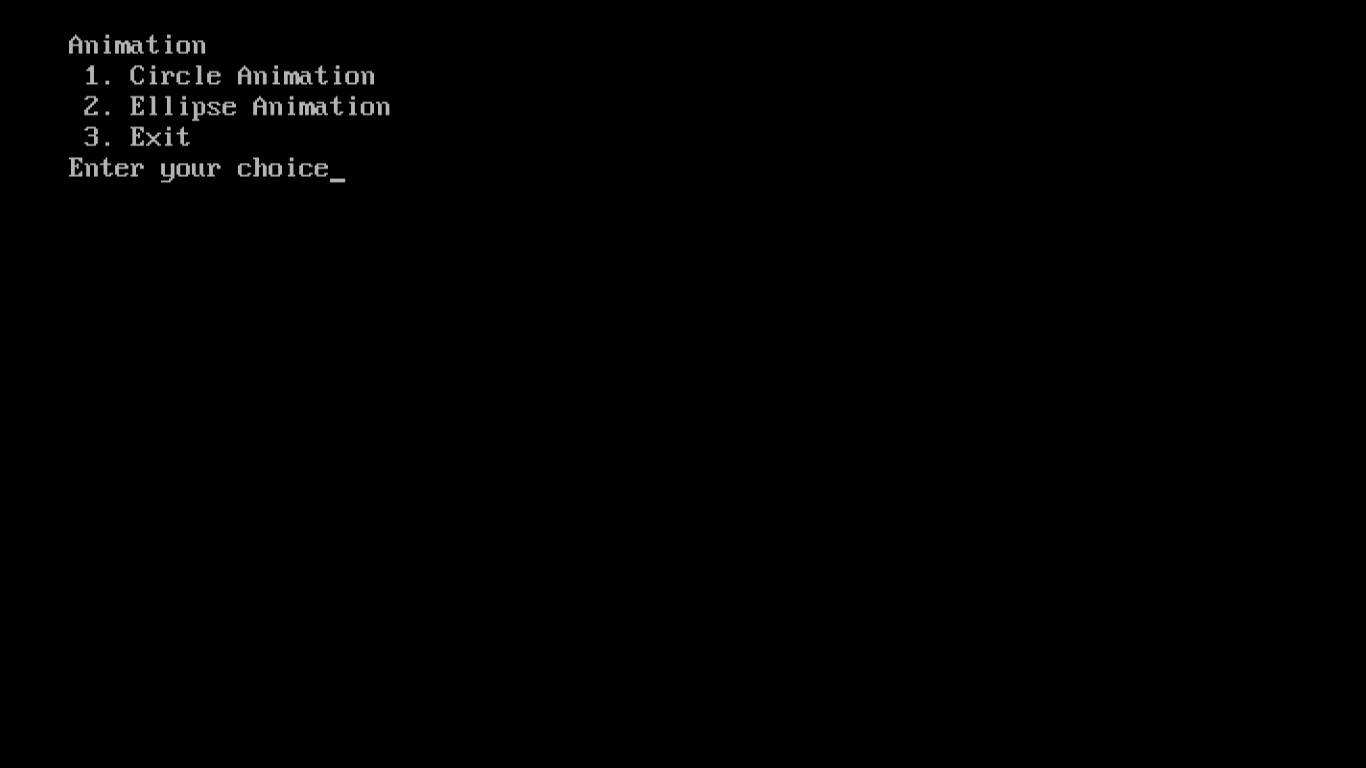 Animation
1. Circle Animation
2. Ellipse Animation
3. Exit
Enter your choice_